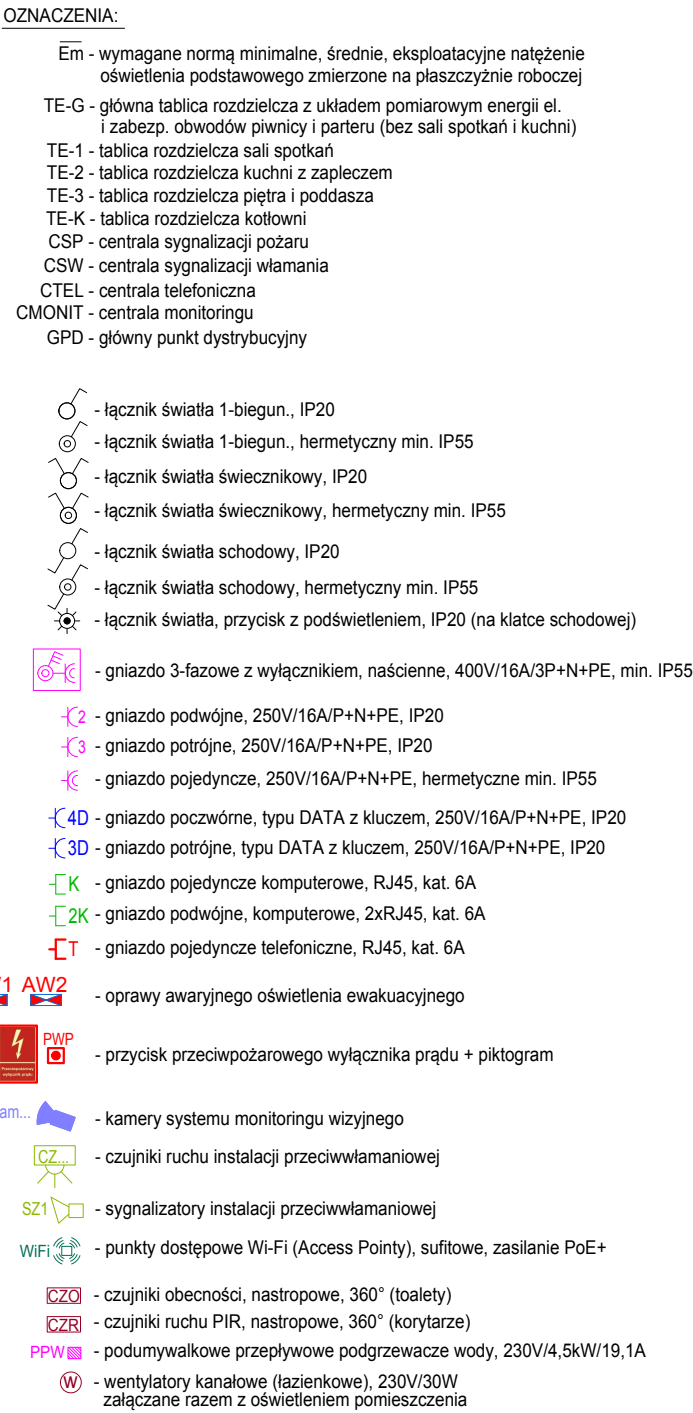 OZNACZENIA:
Em - wymagane normą minimalne, średnie, eksploatacyjne natężenie
oświetlenia podstawowego zmierzone na płaszczyżnie roboczej
TE-G - główna tablica rozdzielcza z układem pomiarowym energii el.
i zabezp. obwodów piwnicy i parteru (bez sali spotkań i kuchni)
TE-1 - tablica rozdzielcza sali spotkań
TE-2 - tablica rozdzielcza kuchni z zapleczem
TE-3 - tablica rozdzielcza piętra i poddasza
TE-K - tablica rozdzielcza kotłowni
CSP - centrala sygnalizacji pożaru
CSW - centrala sygnalizacji włamania
CTEL - centrala telefoniczna
CMONIT - centrala monitoringu
GPD - główny punkt dystrybucyjny
- łącznik światła 1-biegun., IP20
- łącznik światła 1-biegun., hermetyczny min. IP55
- łącznik światła świecznikowy, IP20
- łącznik światła świecznikowy, hermetyczny min. IP55
- łącznik światła schodowy, IP20
- łącznik światła schodowy, hermetyczny min. IP55
- łącznik światła, przycisk z podświetleniem, IP20 (na klatce schodowej)
- gniazdo 3-fazowe z wyłącznikiem, naścienne, 400V/16A/3P+N+PE, min. IP55
2 - gniazdo podwójne, 250V/16A/P+N+PE, IP20
3 - gniazdo potrójne, 250V/16A/P+N+PE, IP20
- gniazdo pojedyncze, 250V/16A/P+N+PE, hermetyczne min. IP55
4D - gniazdo poczwórne, typu DATA z kluczem, 250V/16A/P+N+PE, IP20
3D - gniazdo potrójne, typu DATA z kluczem, 250V/16A/P+N+PE, IP20
K - gniazdo pojedyncze komputerowe, RJ45, kat. 6A
2K - gniazdo podwójne, komputerowe, 2xRJ45, kat. 6A
T - gniazdo pojedyncze telefoniczne, RJ45, kat. 6A
AW2 - oprawy awaryjnego oświetlenia ewakuacyjnego
Przeciwpożarowy
wyłącznik prądu
PWP - przycisk przeciwpożarowego wyłącznika prądu + piktogram
am... - kamery systemu monitoringu wizyjnego
CZ... - czujniki ruchu instalacji przeciwwłamaniowej
SZ1 - sygnalizatory instalacji przeciwwłamaniowej
WiFi - punkty dostępowe Wi-Fi (Access Pointy), sufitowe, zasilanie PoE+
CZO - czujniki obecności, nastropowe, 360° (toalety)
CZR - czujniki ruchu PIR, nastropowe, 360° (korytarze)
PPW - podumywalkowe przepływowe podgrzewacze wody, 230V/4,5kW/19,1A
W - wentylatory kanałowe (łazienkowe), 230V/30W
załączane razem z oświetleniem pomieszczenia